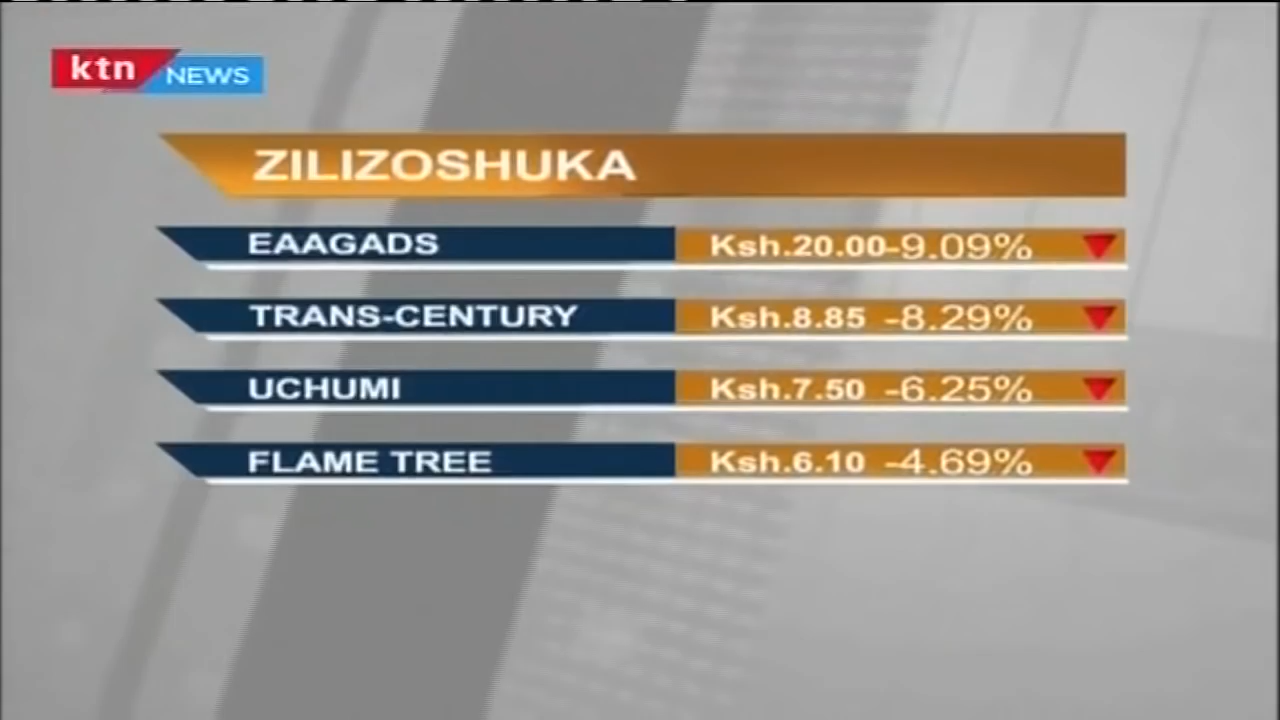 ktn NEWS
ZILIZOSHUKA
EAAGADS Ksh.20.00 -9.09%
TRANS-CENTURY Ksh.8.85 -8.29%
UCHUMI Ksh.7.50 -6.25%
FLAME TREE Ksh.6.10 -4.69%